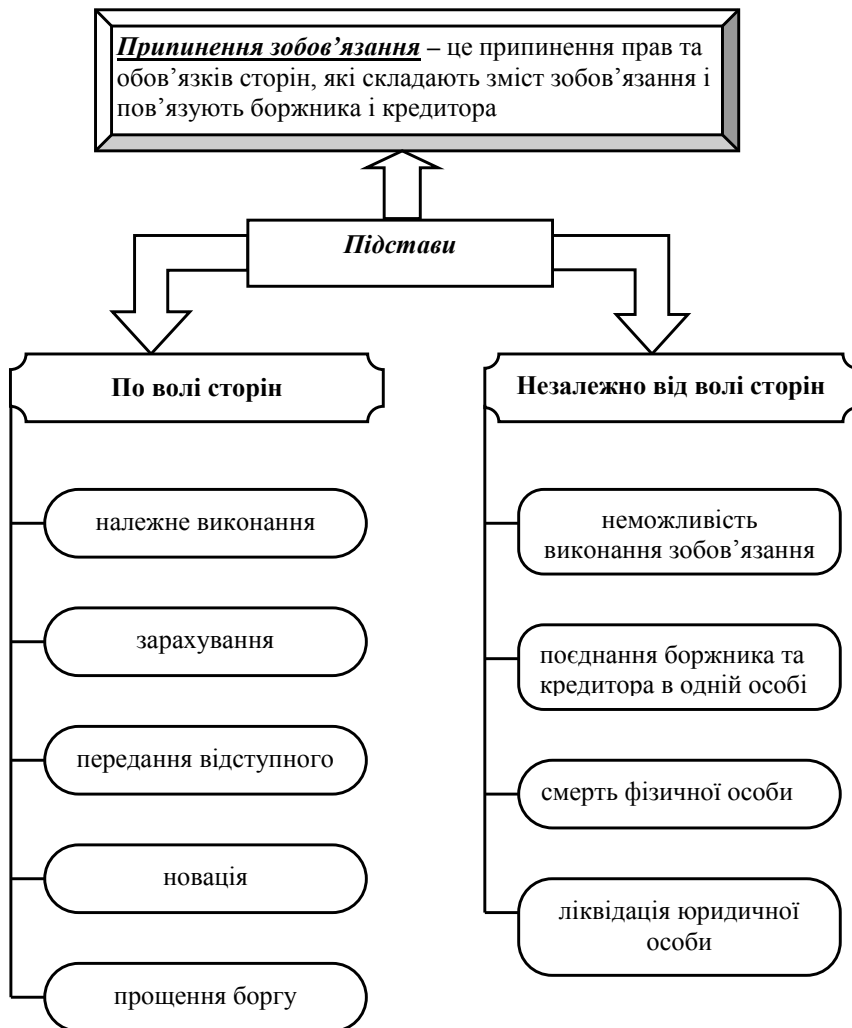 Припинення зобов’язання – це припинення прав та
обов’язків сторін, які складають зміст зобов’язання і
пов’язують боржника і кредитора
Підстави
По волі сторін
належне виконання
зарахування
передання відступного
новація
прощення боргу
Незалежно від волі сторін
неможливість
виконання зобов’язання
поєднання боржника та
кредитора в одній особі
смерть фізичної особи
ліквідація юридичної
особи